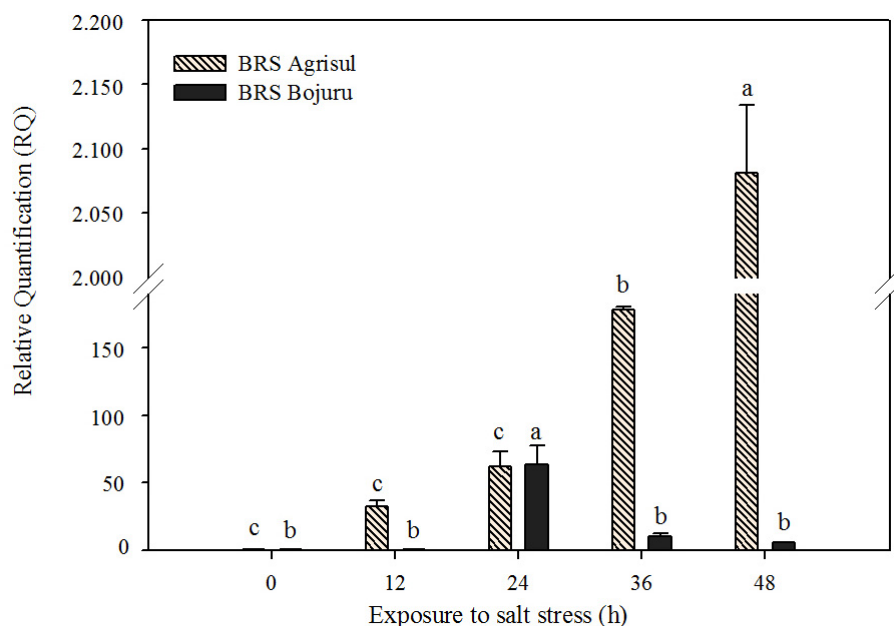 2.200
BRS Agrisul
BRS Bojuru
2.150
a
2.100
2.050
2.000
b
150
100
c a
50
c
b
b
c b b
0
0 12 24 36 48
Exposure to salt stress (h)
Relative Quantification (RQ)